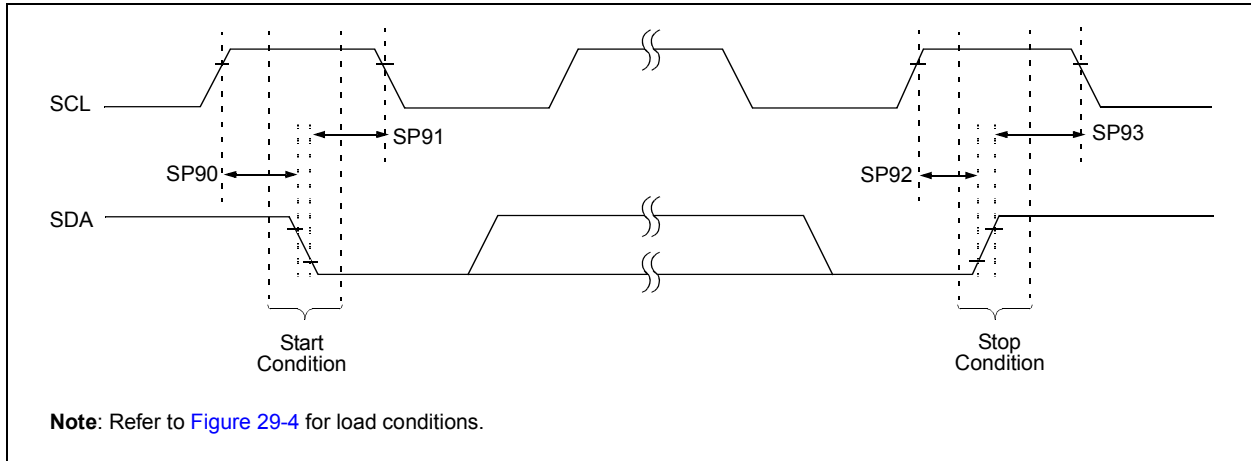 SCL
SP91
SP93
SP90
SP92
SDA
Start
Condition
Stop
Condition
Note: Refer to Figure 29-4 for load conditions.